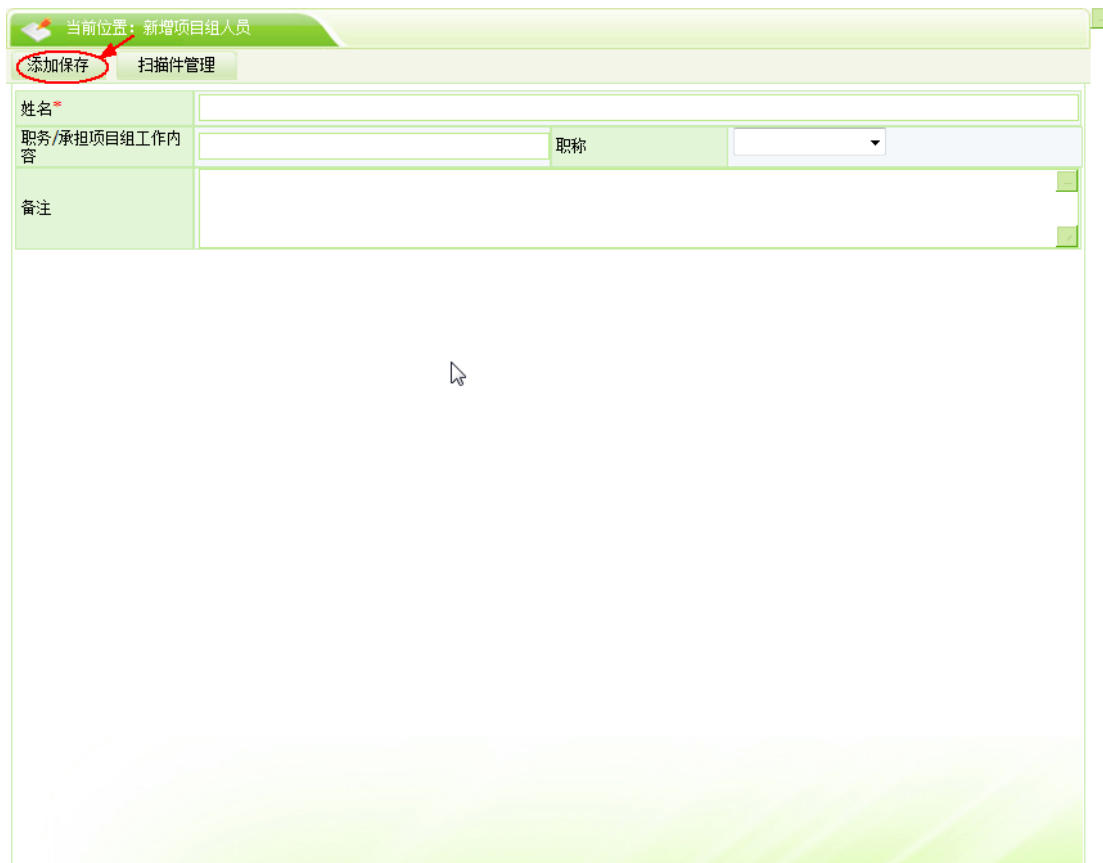 当前位置：新增项目组人员
添加保存 扫描件管理
姓名*
职务/承担项目组工作内
容
职称
备注